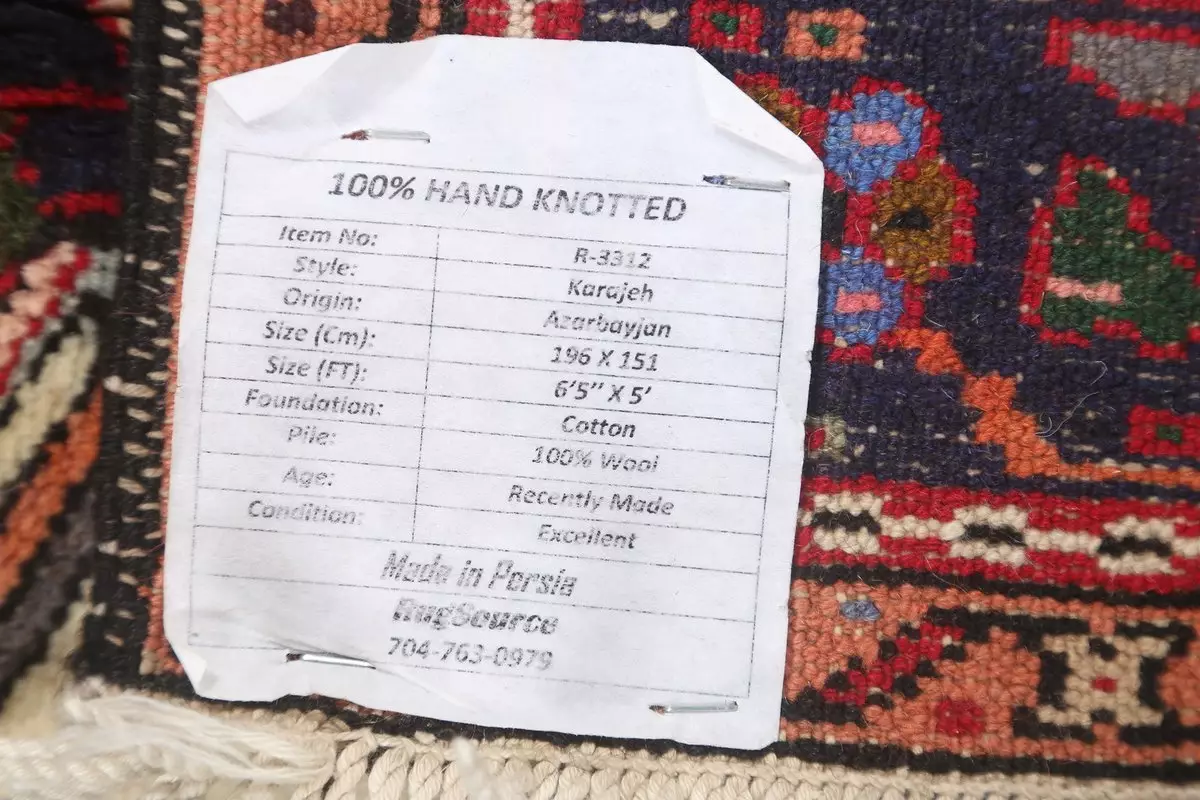 100% HAND KNOTTED
Item No: R-3312
Style: Karajeh
Origin: Azarbayjan
Size (Cm): 196 X 151
Size (FT): 6'5" X 5'
Foundation: Cotton
Pile: 100% Wool
Age: Recently Made
Condition: Excellent
Made in Persia
RugSource
704-763-0979